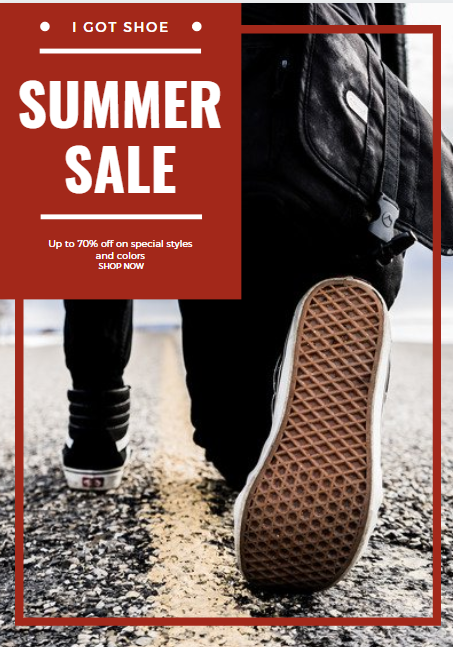 I GOT SHOE
SUMMER
SALE
Up to 70% off on special styles
and colors
SHOP NOW